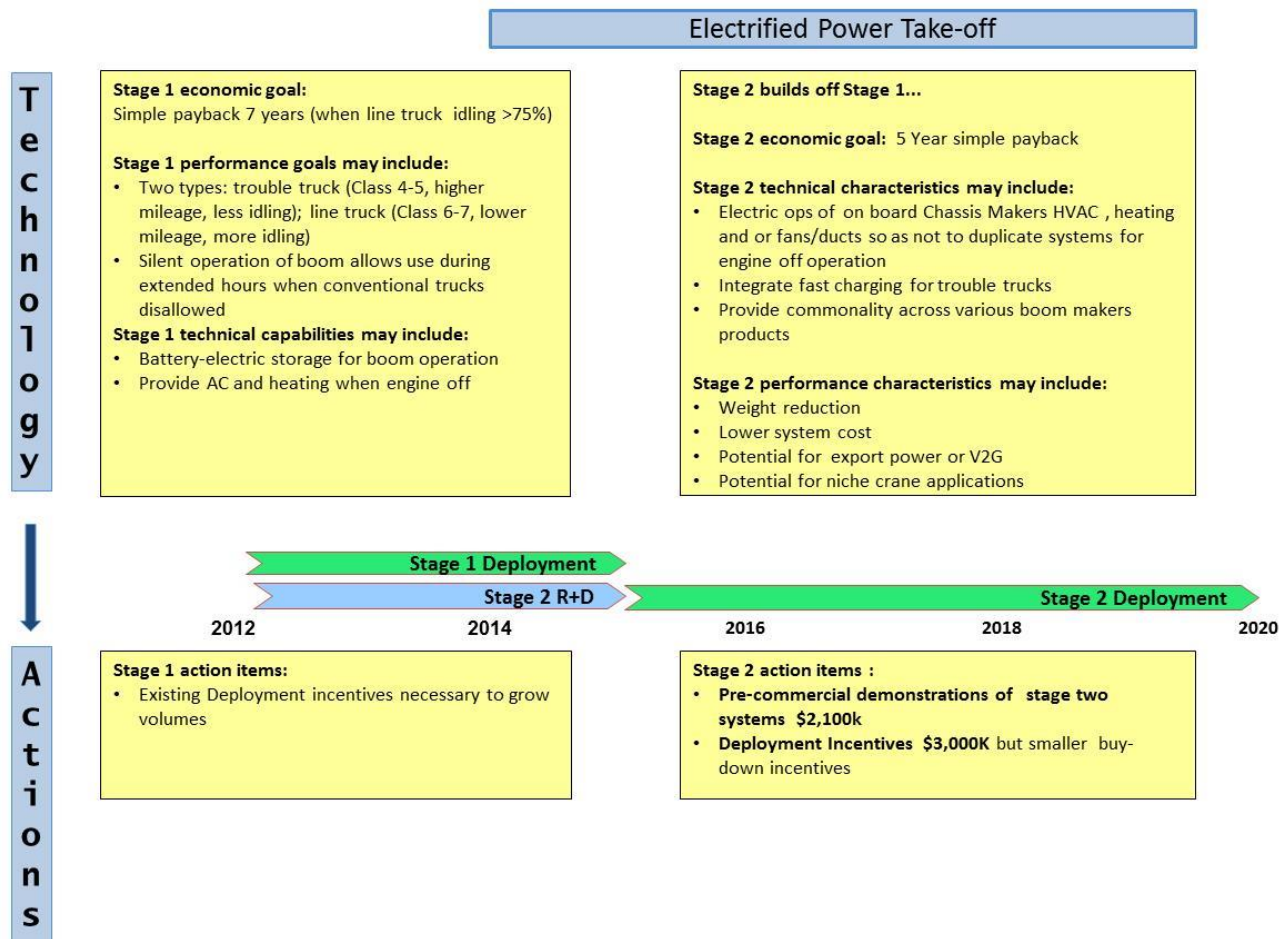 Electrified Power Take-off
Technology
Stage 1 economic goal:
Simple payback 7 years (when line truck idling >75%)
Stage 1 performance goals may include:
• Two types: trouble truck (Class 4-5, higher
mileage, less idling); line truck (Class 6-7, lower
mileage, more idling)
• Silent operation of boom allows use during
extended hours when conventional trucks
disallowed
Stage 1 technical capabilities may include:
• Battery-electric storage for boom operation
• Provide AC and heating when engine off
Stage 2 builds off Stage 1...
Stage 2 economic goal: 5 Year simple payback
Stage 2 technical characteristics may include:
• Electric ops of on board Chassis Makers HVAC , heating
and or fans/ducts so as not to duplicate systems for
engine off operation
• Integrate fast charging for trouble trucks
• Provide commonality across various boom makers
products
Stage 2 performance characteristics may include:
• Weight reduction
• Lower system cost
• Potential for export power or V2G
• Potential for niche crane applications
Stage 1 Deployment
Stage 2 R+D
Stage 2 Deployment
2012 2014 2016 2018 2020
Actions
Stage 1 action items:
• Existing Deployment incentives necessary to grow
volumes
Stage 2 action items :
• Pre-commercial demonstrations of stage two
systems $2,100k
• Deployment Incentives $3,000K but smaller buy-
down incentives